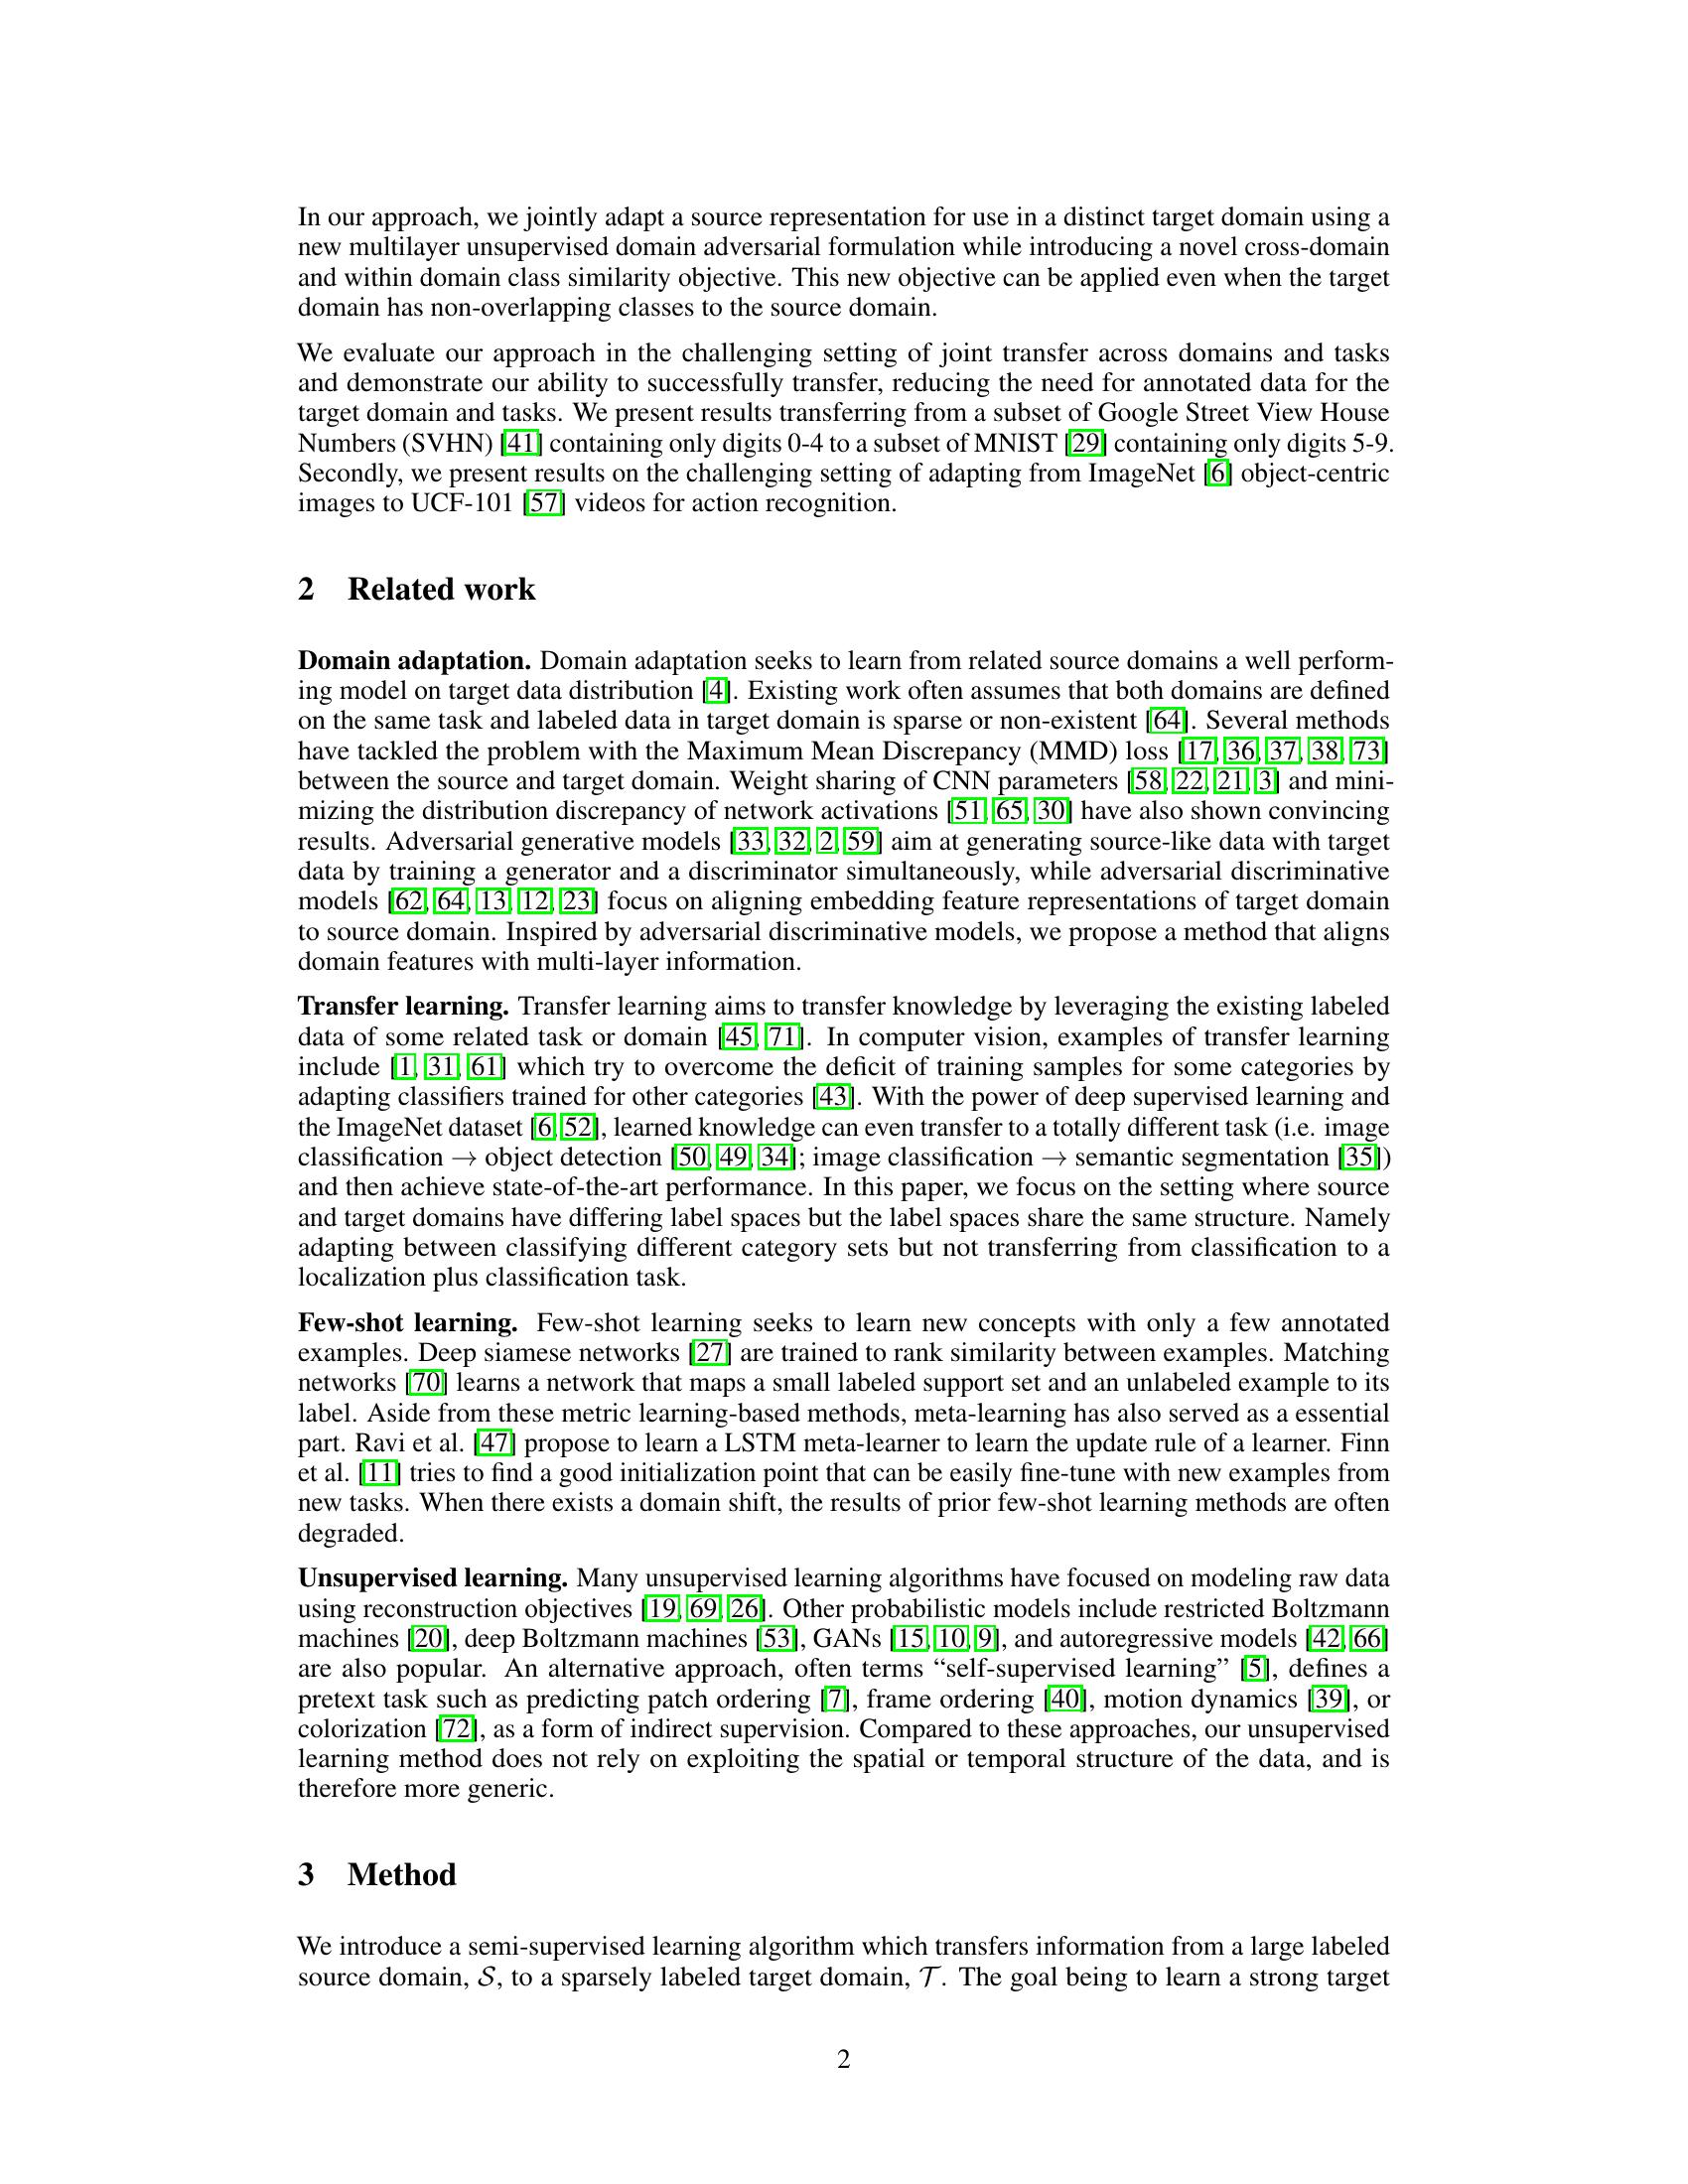 In our approach, we jointly adapt a source representation for use in a distinct target domain using a
new multilayer unsupervised domain adversarial formulation while introducing a novel cross-domain
and within domain class similarity objective. This new objective can be applied even when the target
domain has non-overlapping classes to the source domain.
We evaluate our approach in the challenging setting of joint transfer across domains and tasks
and demonstrate our ability to successfully transfer, reducing the need for annotated data for the
target domain and tasks. We present results transferring from a subset of Google Street View House
Numbers (SVHN) [41] containing only digits 0-4 to a subset of MNIST [29] containing only digits 5-9.
Secondly, we present results on the challenging setting of adapting from ImageNet [6] object-centric
images to UCF-101 [57] videos for action recognition.
2 Related work
Domain adaptation. Domain adaptation seeks to learn from related source domains a well perform-
ing model on target data distribution [4]. Existing work often assumes that both domains are defined
on the same task and labeled data in target domain is sparse or non-existent [64]. Several methods
have tackled the problem with the Maximum Mean Discrepancy (MMD) loss [17, 36, 37, 38, 73]
between the source and target domain. Weight sharing of CNN parameters [58, 22, 21, 3] and mini-
mizing the distribution discrepancy of network activations [51, 65, 30] have also shown convincing
results. Adversarial generative models [33, 32, 2, 59] aim at generating source-like data with target
data by training a generator and a discriminator simultaneously, while adversarial discriminative
models [62, 64, 13, 12, 23] focus on aligning embedding feature representations of target domain
to source domain. Inspired by adversarial discriminative models, we propose a method that aligns
domain features with multi-layer information.
Transfer learning. Transfer learning aims to transfer knowledge by leveraging the existing labeled
data of some related task or domain [45, 71]. In computer vision, examples of transfer learning
include [1, 31, 61] which try to overcome the deficit of training samples for some categories by
adapting classifiers trained for other categories [43]. With the power of deep supervised learning and
the ImageNet dataset [6, 52], learned knowledge can even transfer to a totally different task (i.e. image
classification → object detection [50, 49, 34]; image classification → semantic segmentation [35])
and then achieve state-of-the-art performance. In this paper, we focus on the setting where source
and target domains have differing label spaces but the label spaces share the same structure. Namely
adapting between classifying different category sets but not transferring from classification to a
localization plus classification task.
Few-shot learning. Few-shot learning seeks to learn new concepts with only a few annotated
examples. Deep siamese networks [27] are trained to rank similarity between examples. Matching
networks [70] learns a network that maps a small labeled support set and an unlabeled example to its
label. Aside from these metric learning-based methods, meta-learning has also served as a essential
part. Ravi et al. [47] propose to learn a LSTM meta-learner to learn the update rule of a learner. Finn
et al. [11] tries to find a good initialization point that can be easily fine-tune with new examples from
new tasks. When there exists a domain shift, the results of prior few-shot learning methods are often
degraded.
Unsupervised learning. Many unsupervised learning algorithms have focused on modeling raw data
using reconstruction objectives [19, 69, 26]. Other probabilistic models include restricted Boltzmann
machines [20], deep Boltzmann machines [53], GANs [15, 10, 9], and autoregressive models [42, 66]
are also popular. An alternative approach, often terms “self-supervised learning” [5], defines a
pretext task such as predicting patch ordering [7], frame ordering [40], motion dynamics [39], or
colorization [72], as a form of indirect supervision. Compared to these approaches, our unsupervised
learning method does not rely on exploiting the spatial or temporal structure of the data, and is
therefore more generic.
3 Method
We introduce a semi-supervised learning algorithm which transfers information from a large labeled
source domain, 𝒮, to a sparsely labeled target domain, 𝒯. The goal being to learn a strong target
2